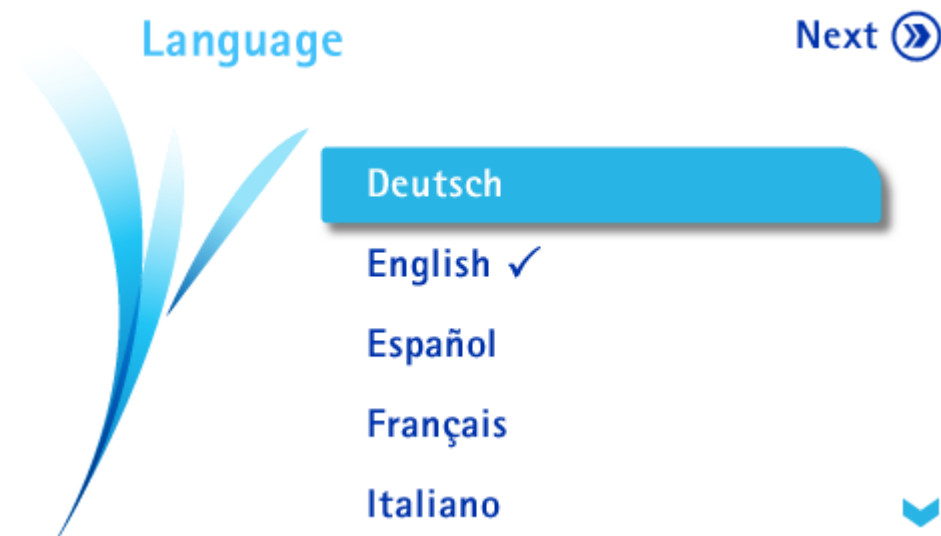 Language
Next
Deutsch
English ✓
Español
Français
Italiano